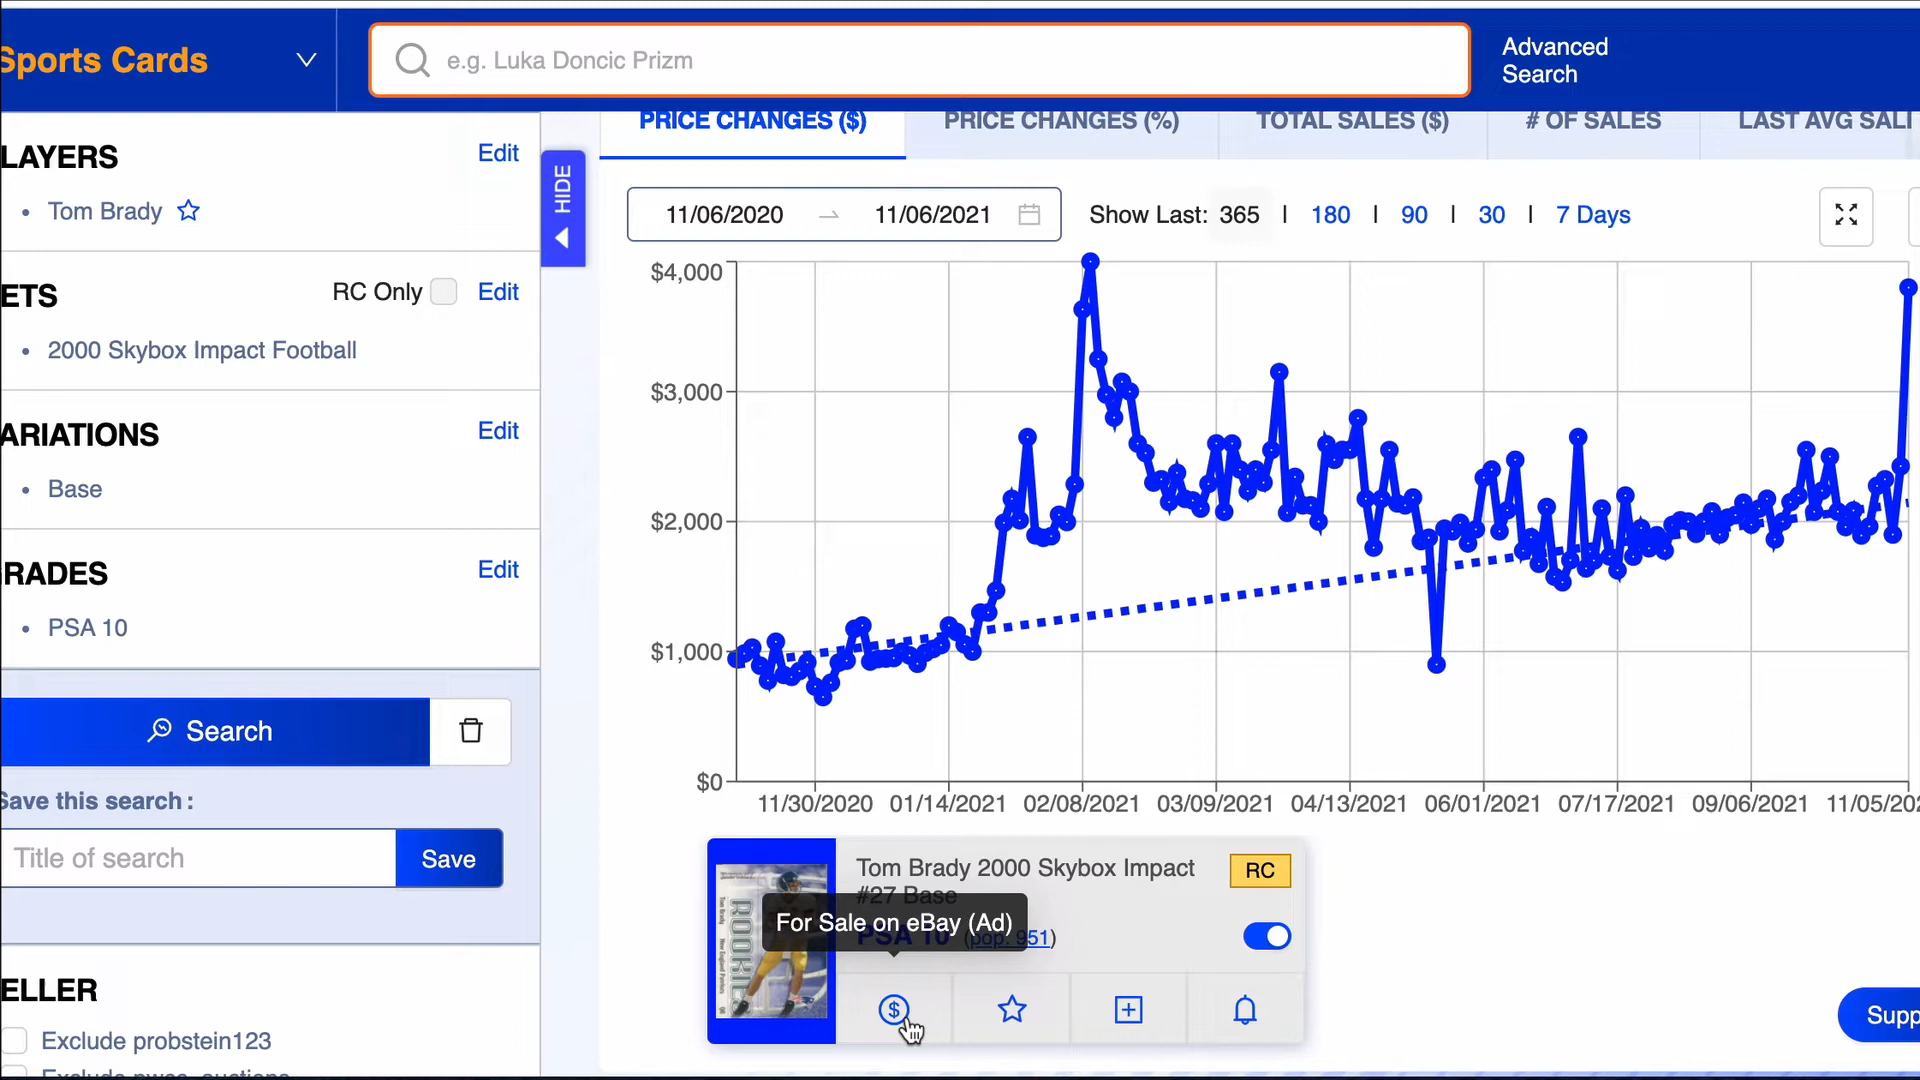 Sports Cards
e.g. Luka Doncic Prizm
Advanced
Search
PRICE CHANGES ($)
PRICE CHANGES (%)
TOTAL SALES ($)
# OF SALES
LAST AVG SALI
LAYERS
Edit
Tom Brady
ETS
RC Only
Edit
2000 Skybox Impact Football
ARIATIONS
Edit
Base
RADES
Edit
PSA 10
Search
Save this search:
Title of search
Save
ELLER
Exclude probstein123
HIDE
11/06/2020 → 11/06/2021
Show Last: 365 | 180 | 90 | 30 | 7 Days
$4,000
$3,000
$2,000
$1,000
$0
11/30/2020 01/14/2021 02/08/2021 03/09/2021 04/13/2021 06/01/2021 07/17/2021 09/06/2021 11/05/202
Tom Brady 2000 Skybox Impact
#27 Base
RC
For Sale on eBay (Ad)
PSA 10 (pop: 951)
ROOKIE
Supp